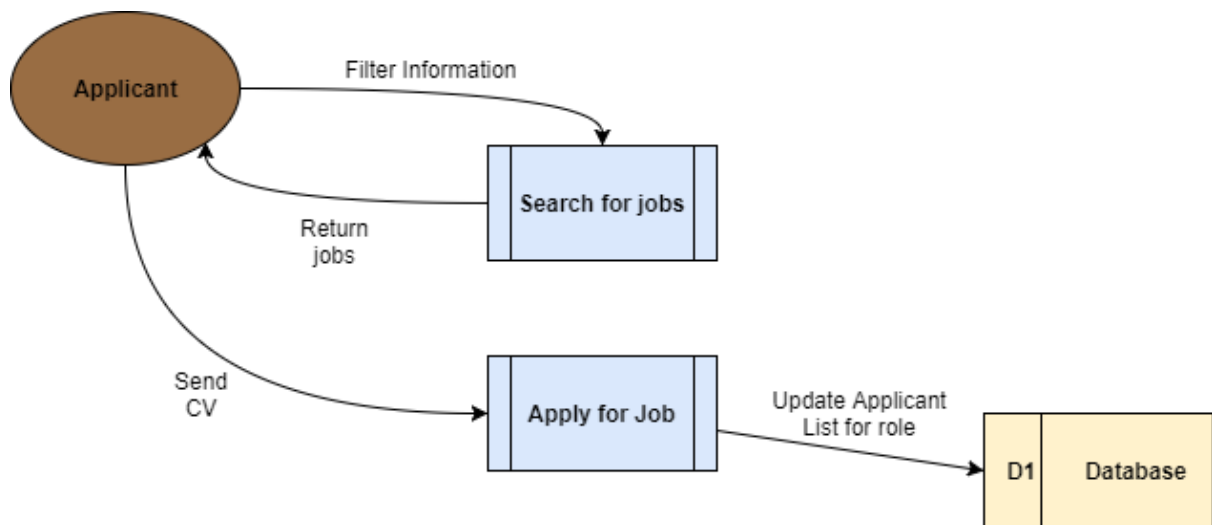 Applicant
Filter Information
Search for jobs
Return
jobs
Send
CV
Apply for Job
Update Applicant
List for role
D1
Database